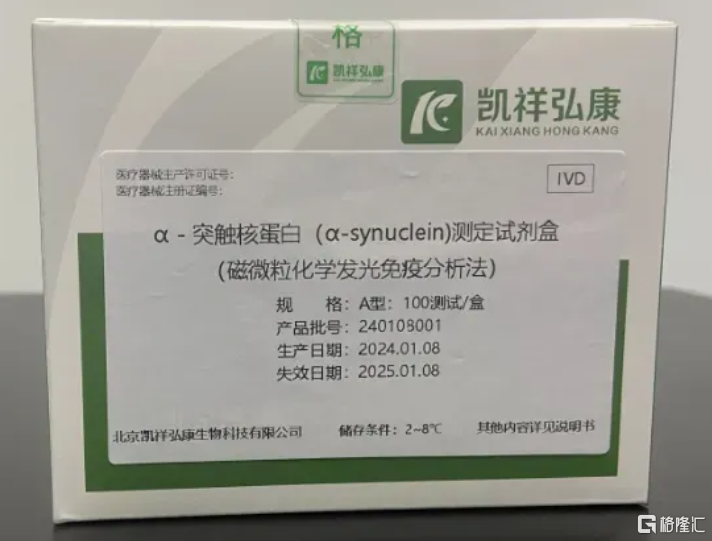 格
凯祥弘康
凯祥弘康
KAI XIANG HONG KANG
医疗器械生产许可证号：
医疗器械注册证编号：
IVD
α - 突触核蛋白（α-synuclein)测定试剂盒
（磁微粒化学发光免疫分析法）
规 格：A型：100测试/盒
产品批号：240108001
生产日期：2024.01.08
失效日期：2025.01.08
北京凯祥弘康生物科技有限公司 储存条件：2~8℃ 其他内容详见说明书
格隆汇